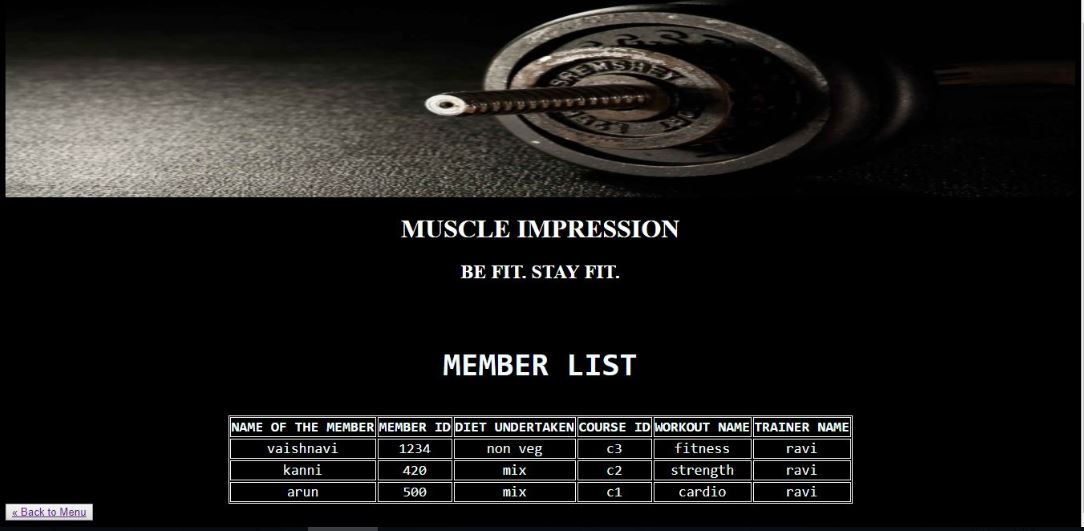 BREMSHEY
MUSCLE IMPRESSION
BE FIT. STAY FIT.
MEMBER LIST
NAME OF THE MEMBER MEMBER ID DIET UNDERTAKEN COURSE ID WORKOUT NAME TRAINER NAME
vaishnavi 1234 non veg c3 fitness ravi
kanni 420 mix c2 strength ravi
arun 500 mix c1 cardio ravi
« Back to Menu